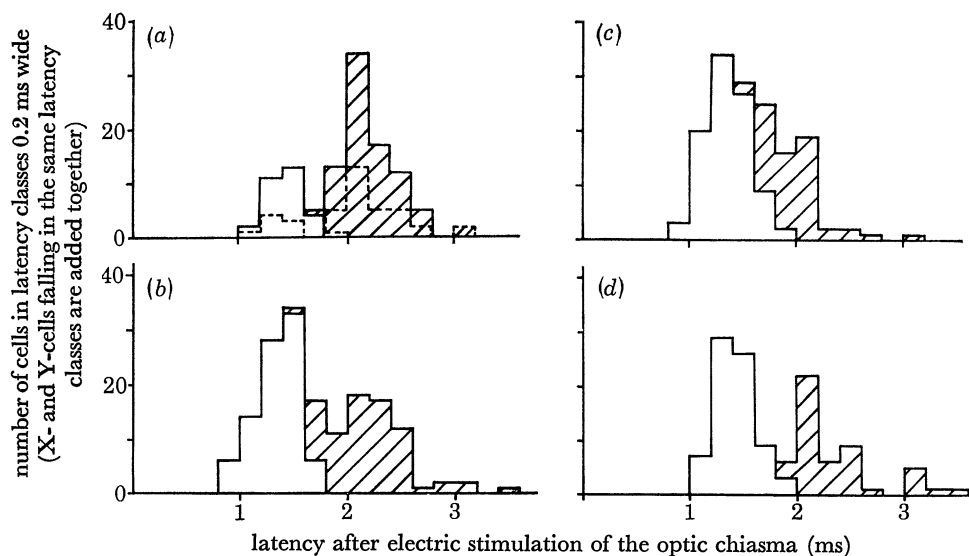 number of cells in latency classes 0.2 ms wide
(X- and Y-cells falling in the same latency
classes are added together)
40
20
0
(a)
(c)
40
20
0
(b)
(d)
1
2
3
1
2
3
latency after electric stimulation of the optic chiasma (ms)